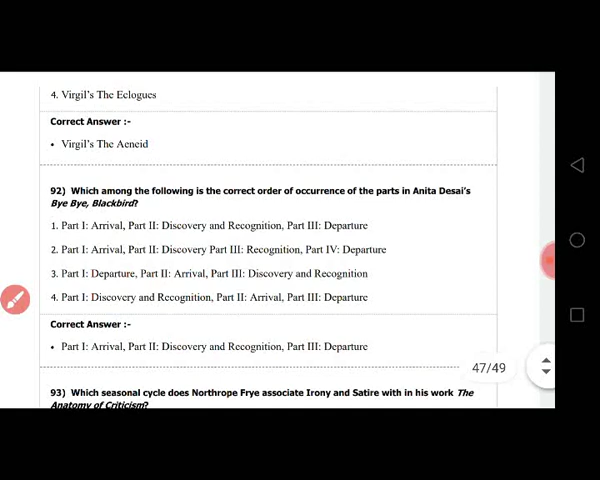 4. Virgil's The Eclogues
Correct Answer :-
• Virgil's The Aeneid
92) Which among the following is the correct order of occurrence of the parts in Anita Desai's
Bye Bye, Blackbird?
1. Part I: Arrival, Part II: Discovery and Recognition, Part III: Departure
2. Part I: Arrival, Part II: Discovery Part III: Recognition, Part IV: Departure
3. Part I: Departure, Part II: Arrival, Part III: Discovery and Recognition
4. Part I: Discovery and Recognition, Part II: Arrival, Part III: Departure
Correct Answer :-
• Part I: Arrival, Part II: Discovery and Recognition, Part III: Departure
47/49
93) Which seasonal cycle does Northrope Frye associate Irony and Satire with in his work The
Anatomy of Criticism?